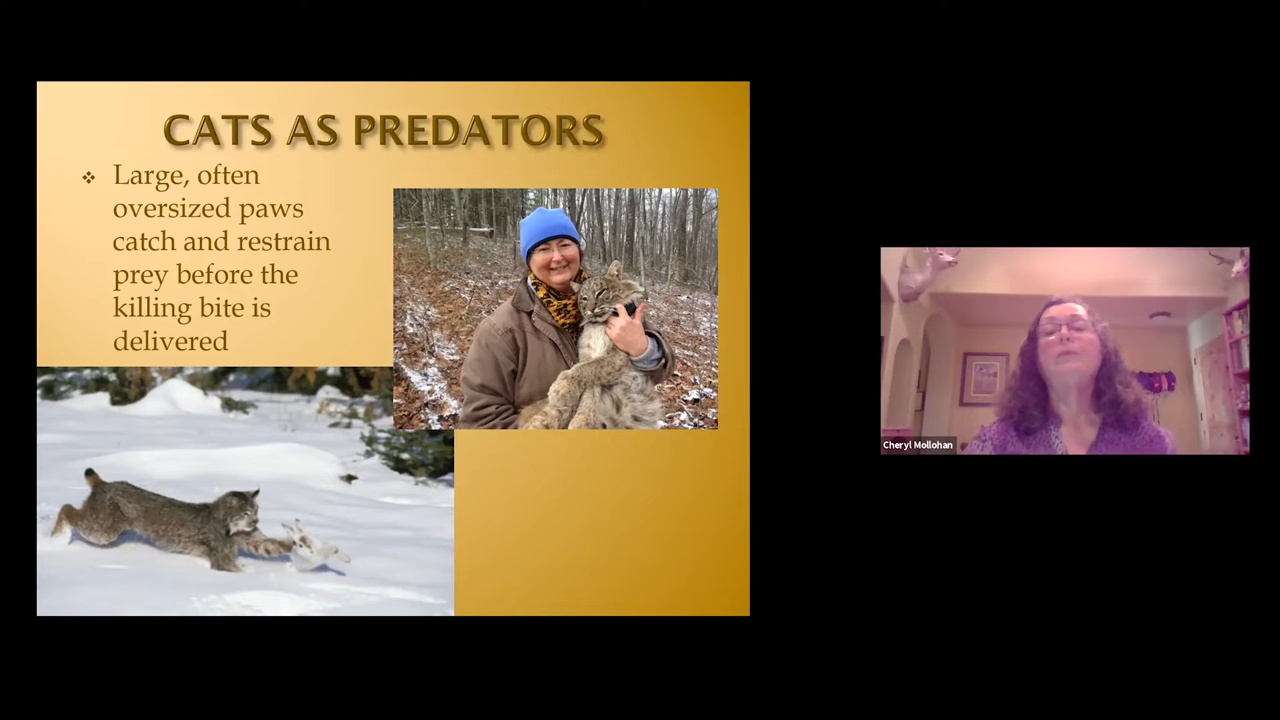 CATS AS PREDATORS
❖ Large, often
oversized paws
catch and restrain
prey before the
killing bite is
delivered
Cheryl Mollohan